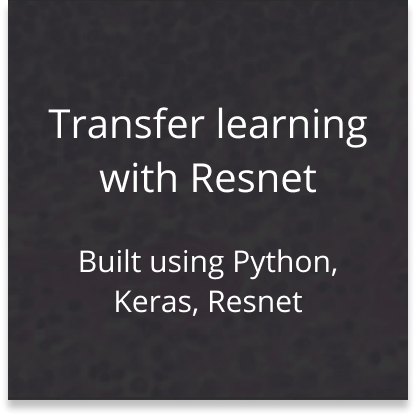 Transfer learning
with Resnet
Built using Python,
Keras, Resnet